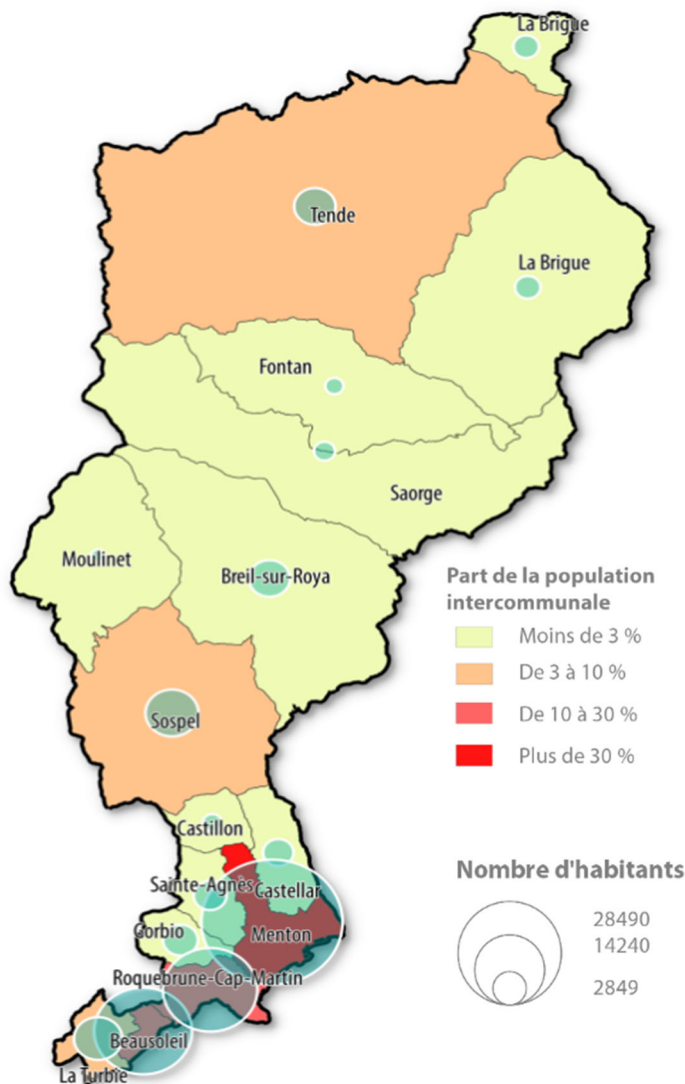 La Brigue
Tende
La Brigue
Fontan
Saorge
Moulinet
Breil-sur-Roya
Part de la population
intercommunale
Moins de 3 %
De 3 à 10 %
De 10 à 30 %
Plus de 30 %
Sospel
Castillon
Sainte-Agnès
Castellar
Gorbio
Menton
Nombre d'habitants
28490
14240
2849
Roquebrune-Cap-Martin
Beausoleil
La Turbie